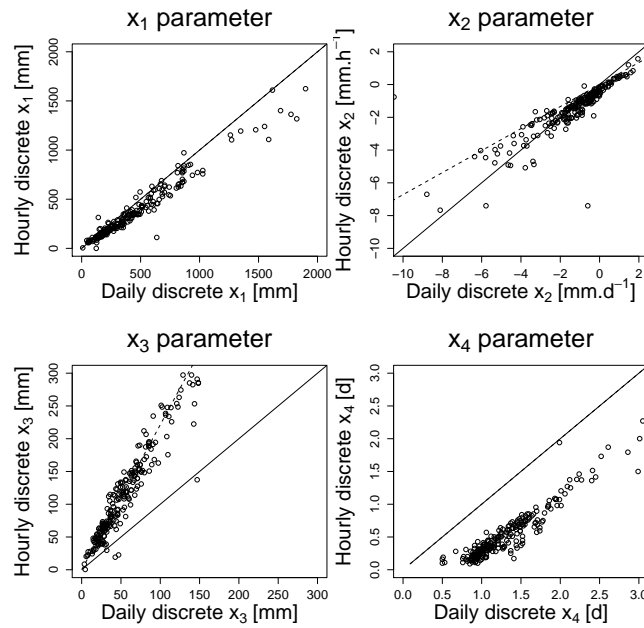 x₁ parameter
Hourly discrete x₁ [mm]
0 500 1000 1500 2000
0 500 1000 1500 2000
Daily discrete x₁ [mm]
x₂ parameter
Hourly discrete x₂ [mm.h⁻¹]
−10 −8 −6 −4 −2 0 2
−10 −8 −6 −4 −2 0 2
Daily discrete x₂ [mm.d⁻¹]
x₃ parameter
Hourly discrete x₃ [mm]
0 50 100 150 200 250 300
0 50 100 150 200 250 300
Daily discrete x₃ [mm]
x₄ parameter
Hourly discrete x₄ [d]
0.0 0.5 1.0 1.5 2.0 2.5 3.0
0.0 0.5 1.0 1.5 2.0 2.5 3.0
Daily discrete x₄ [d]